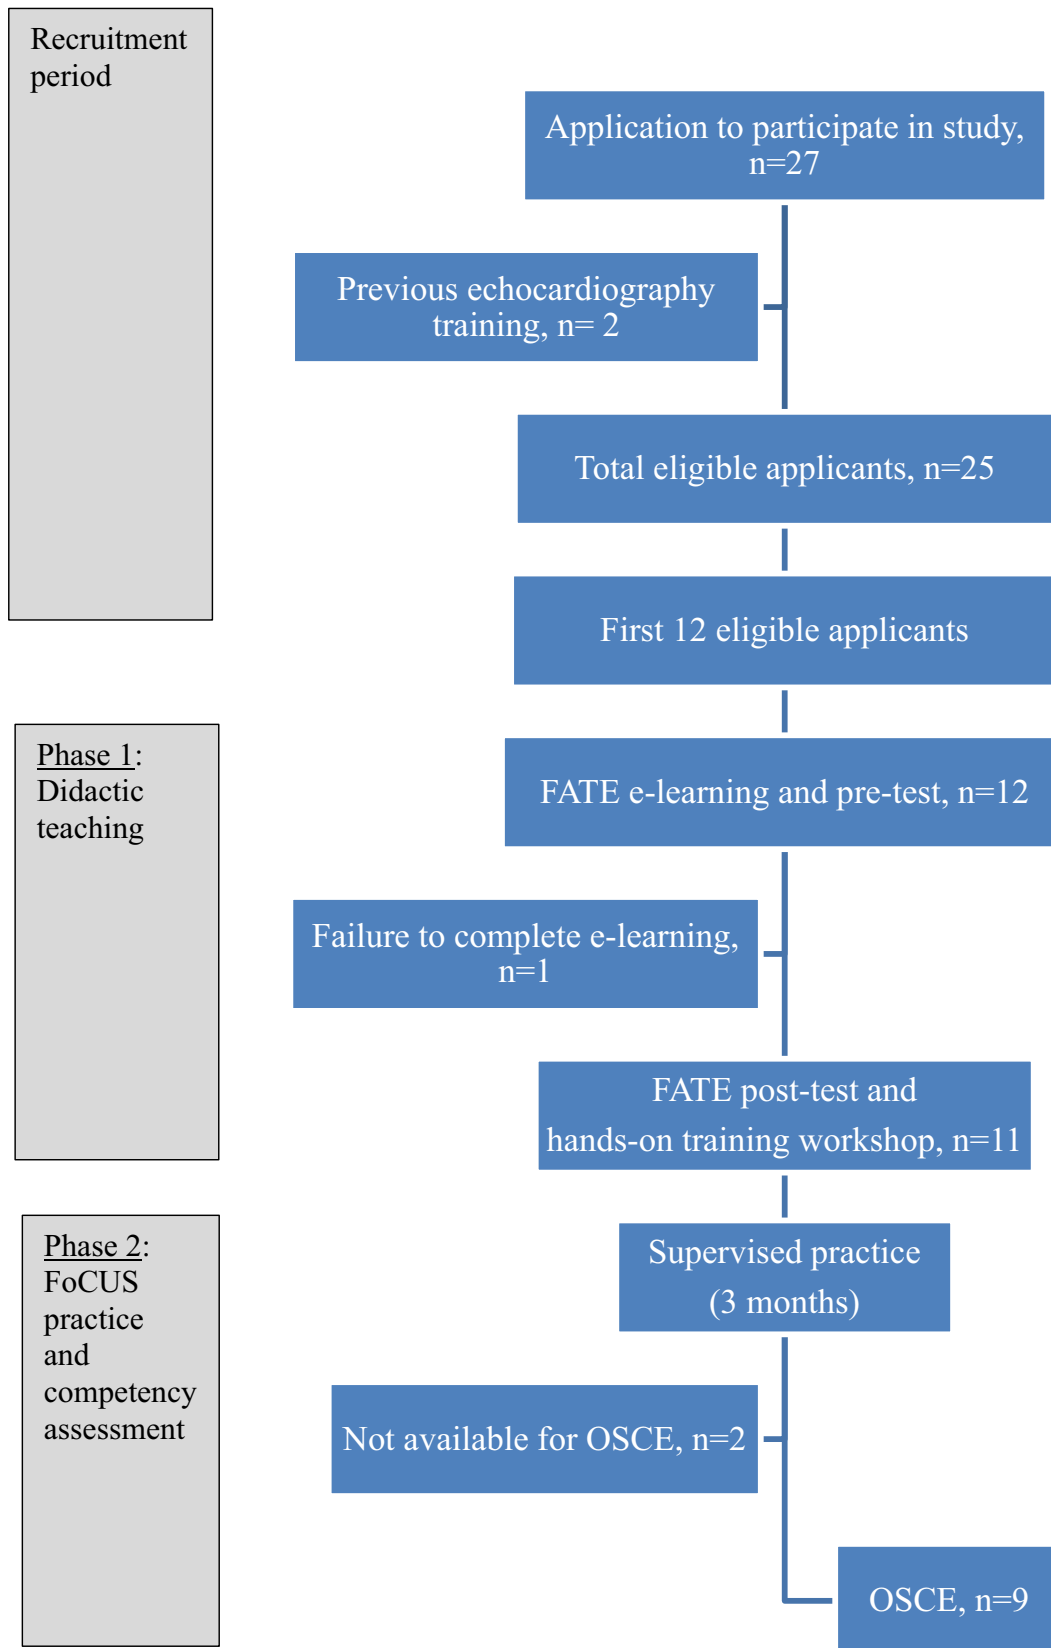 Recruitment
period
Application to participate in study,
n=27
Previous echocardiography
training, n= 2
Total eligible applicants, n=25
First 12 eligible applicants
Phase 1:
Didactic
teaching
FATE e-learning and pre-test, n=12
Failure to complete e-learning,
n=1
FATE post-test and
hands-on training workshop, n=11
Phase 2:
FoCUS
practice
and
competency
assessment
Supervised practice
(3 months)
Not available for OSCE, n=2
OSCE, n=9